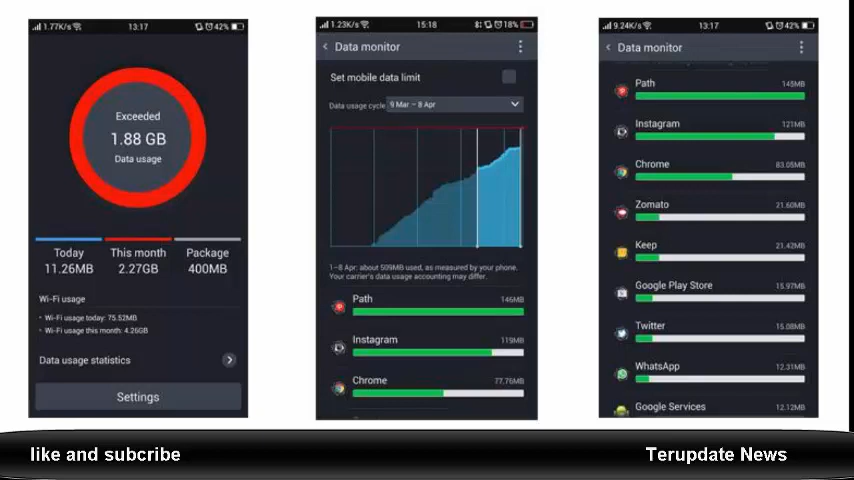 1.77K/s 13:17 42%
Exceeded
1.88 GB
Data usage
Today This month Package
11.26MB 2.27GB 400MB
Wi-Fi usage
• Wi-Fi usage today: 75.52MB
• Wi-Fi usage this month: 4.26GB
Data usage statistics
Settings
1.23K/s 15:18 18%
Data monitor
Set mobile data limit
Data usage cycle 9 Mar – 8 Apr
1–8 Apr: about 509MB used, as measured by your phone.
Your carrier's data usage accounting may differ.
Path 146MB
Instagram 119MB
Chrome 77.76MB
9.24K/s 13:17 42%
Data monitor
Path 145MB
Instagram 121MB
Chrome 83.05MB
Zomato 21.60MB
Keep 21.42MB
Google Play Store 15.97MB
Twitter 15.08MB
WhatsApp 12.31MB
Google Services 12.12MB
like and subcribe
Terupdate News